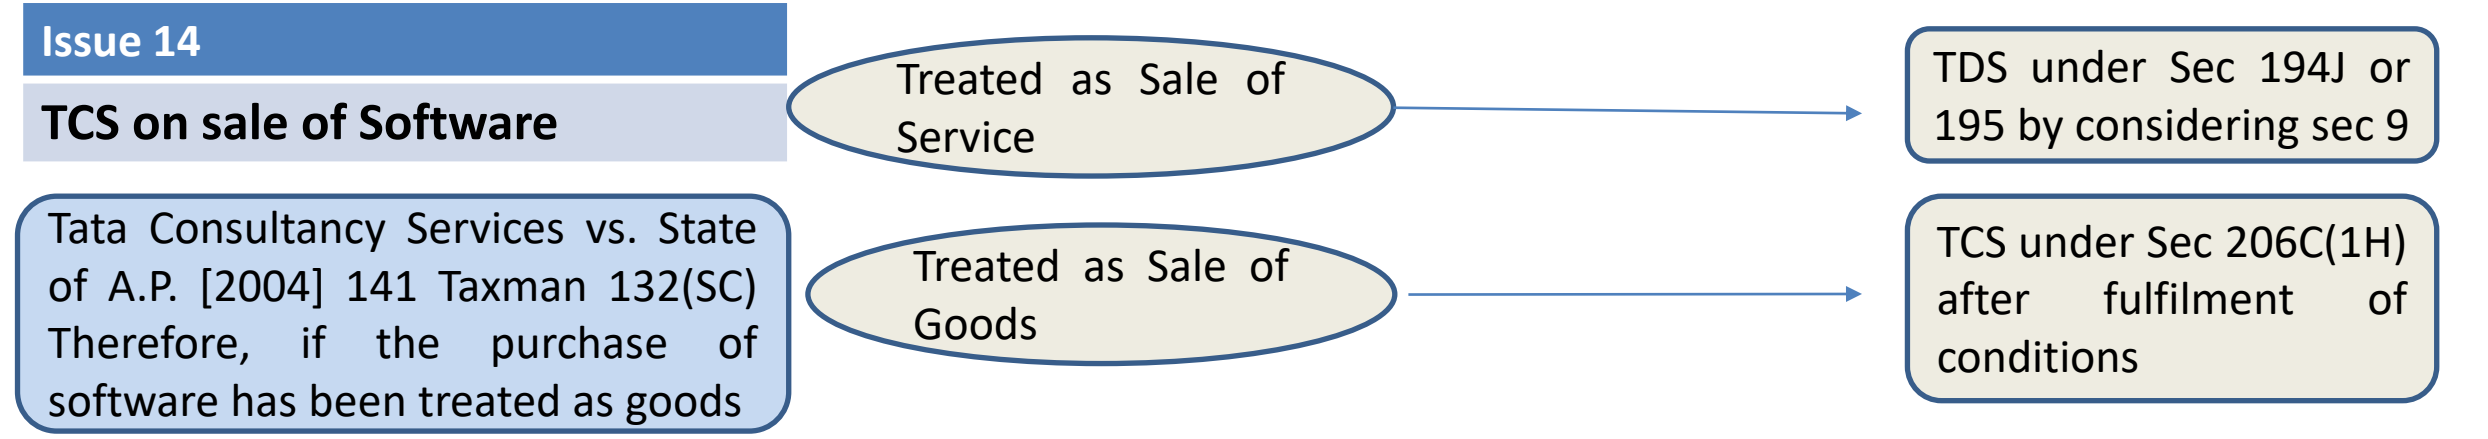 Issue 14
TCS on sale of Software
Tata Consultancy Services vs. State
of A.P. [2004] 141 Taxman 132(SC)
Therefore, if the purchase of
software has been treated as goods
Treated as Sale of
Service
TDS under Sec 194J or
195 by considering sec 9
Treated as Sale of
Goods
TCS under Sec 206C(1H)
after fulfilment of
conditions